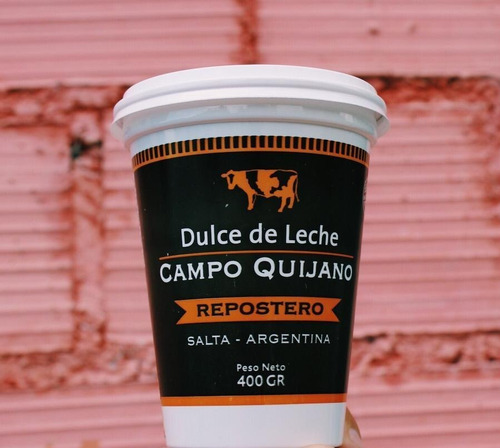 Dulce de Leche
CAMPO QUIJANO
REPOSTERO
SALTA - ARGENTINA
Peso Neto
400 GR